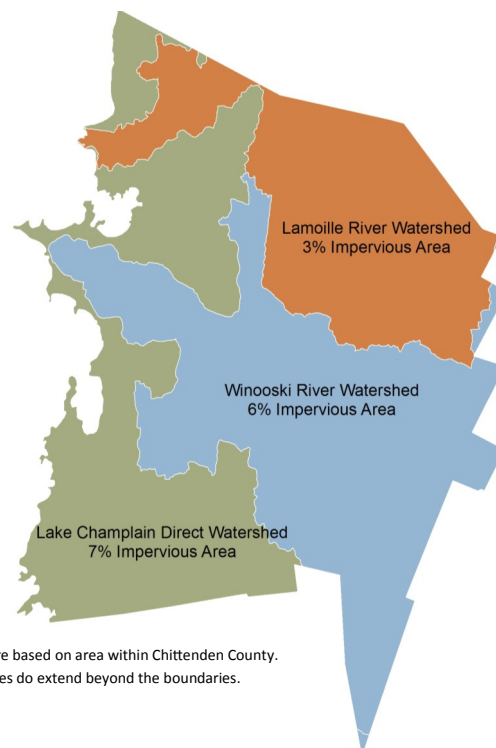 Lamoille River Watershed
3% Impervious Area
Winooski River Watershed
6% Impervious Area
Lake Champlain Direct Watershed
7% Impervious Area
based on area within Chittenden County.
do extend beyond the boundaries.